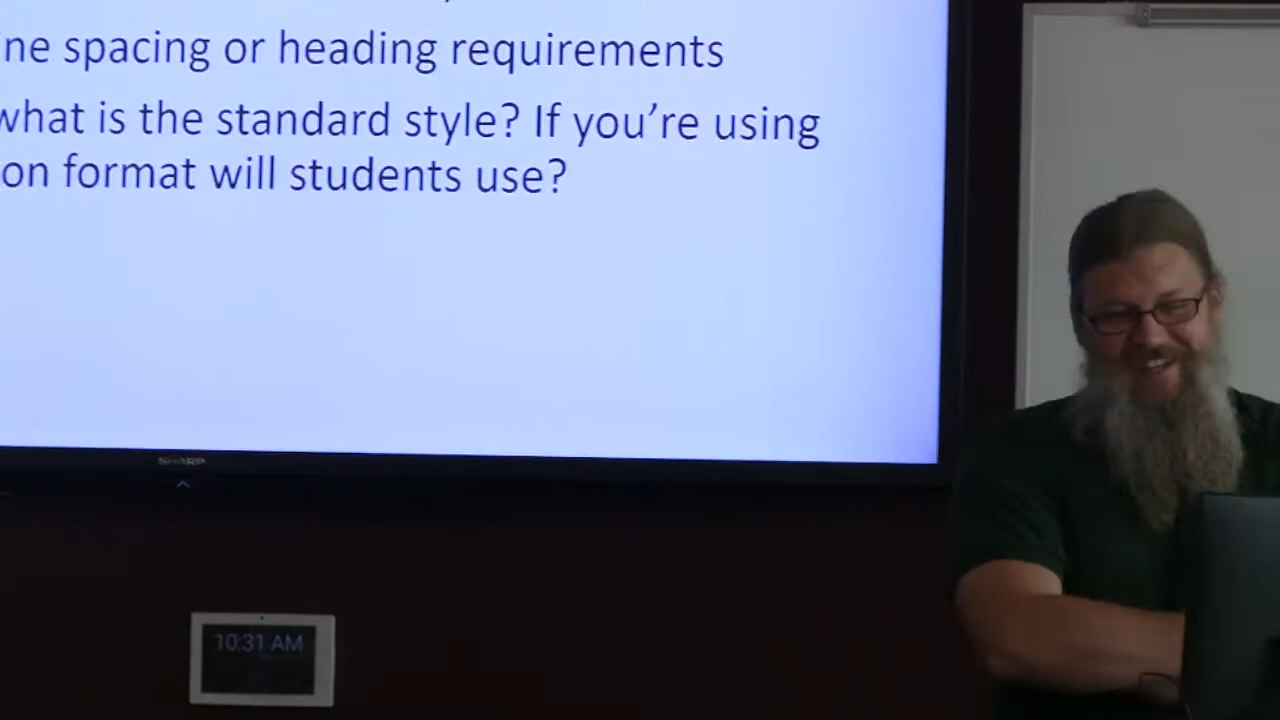 ne spacing or heading requirements
what is the standard style? If you're using
on format will students use?
SHARP
10:31 AM